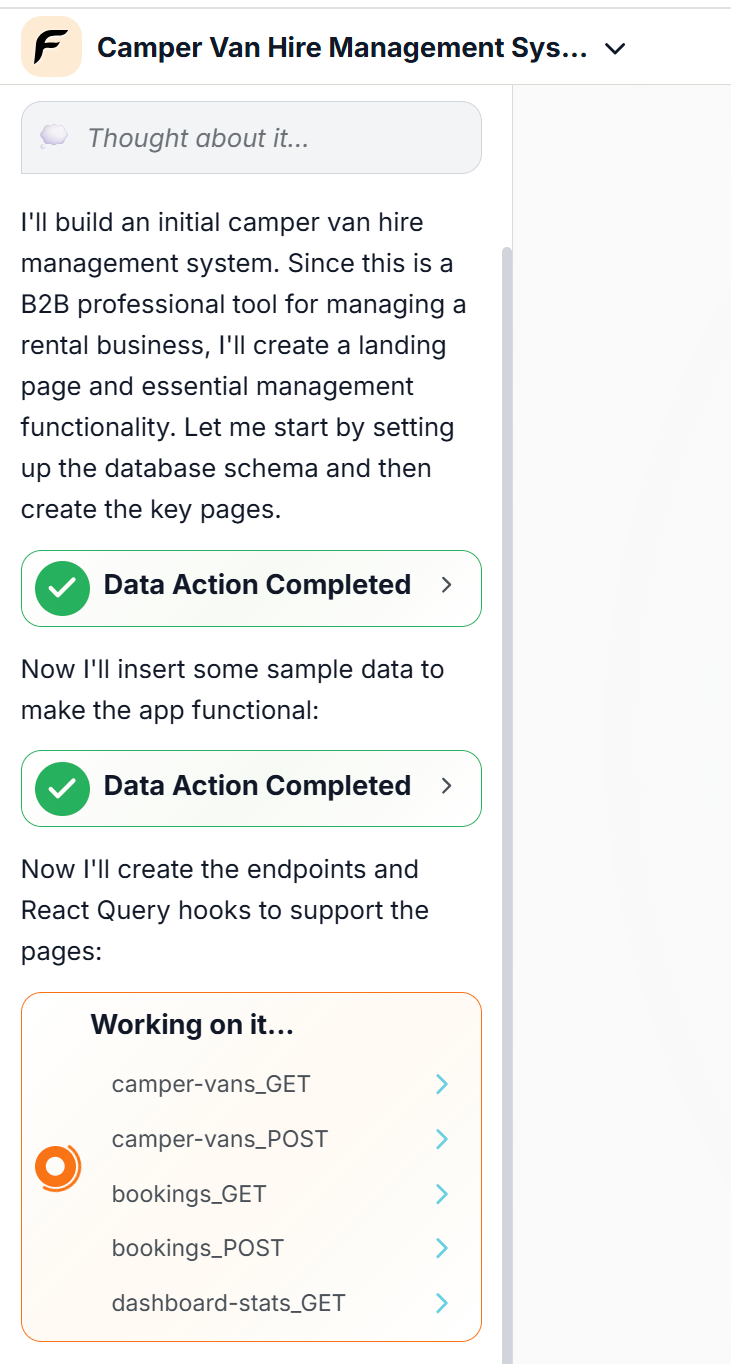 Camper Van Hire Management Sys...
Thought about it...
I'll build an initial camper van hire
management system. Since this is a
B2B professional tool for managing a
rental business, I'll create a landing
page and essential management
functionality. Let me start by setting
up the database schema and then
create the key pages.
Data Action Completed
Now I'll insert some sample data to
make the app functional:
Data Action Completed
Now I'll create the endpoints and
React Query hooks to support the
pages:
Working on it...
camper-vans_GET
camper-vans_POST
bookings_GET
bookings_POST
dashboard-stats_GET